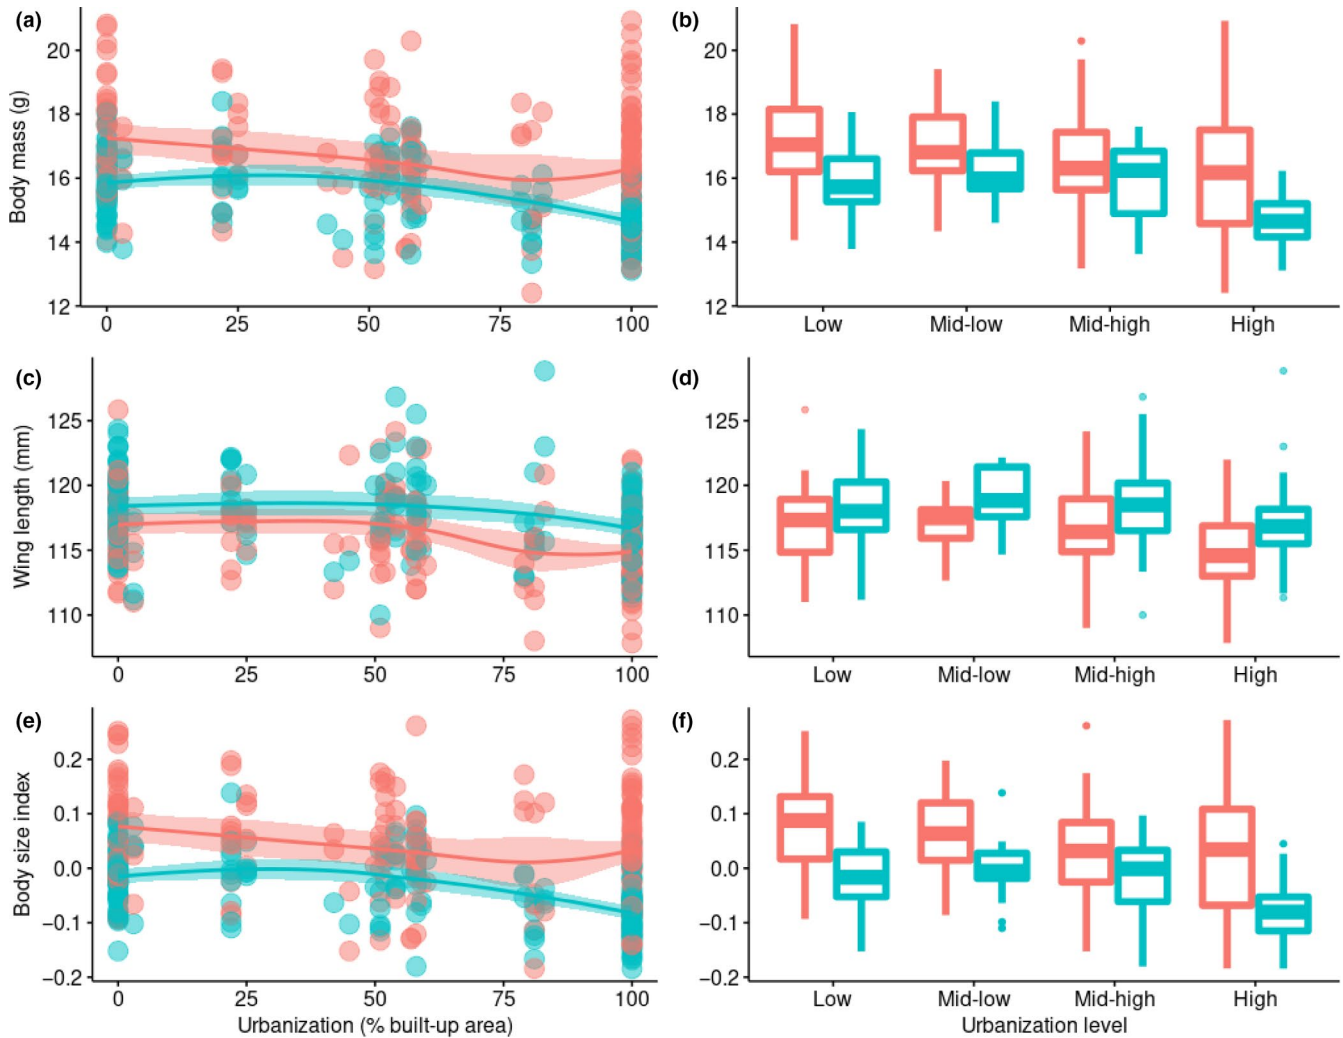 (a)
Body mass (g)
20
18
16
14
12
0 25 50 75 100
(b)
20
18
16
14
12
Low Mid-low Mid-high High
(c)
Wing length (mm)
125
120
115
110
0 25 50 75 100
(d)
125
120
115
110
Low Mid-low Mid-high High
(e)
Body size index
0.2
0.1
0.0
−0.1
−0.2
0 25 50 75 100
Urbanization (% built-up area)
(f)
0.2
0.1
0.0
−0.1
−0.2
Low Mid-low Mid-high High
Urbanization level